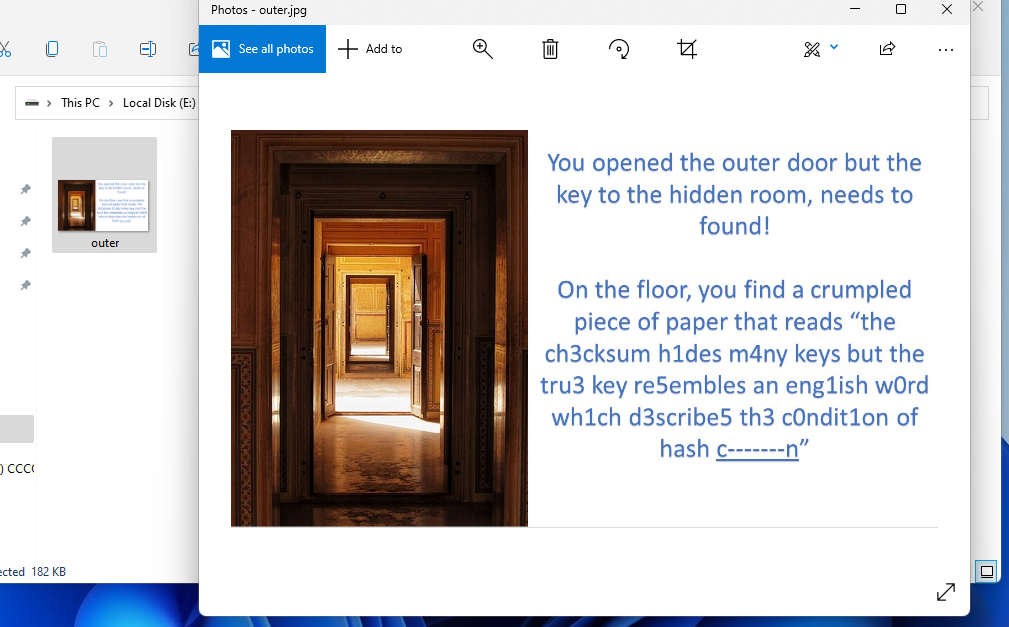 Photos - outer.jpg
See all photos
Add to
This PC
Local Disk (E:)
outer
You opened the outer door but the
key to the hidden room, needs to
found!
On the floor, you find a crumpled
piece of paper that reads “the
ch3cksum h1des m4ny keys but the
tru3 key re5embles an eng1ish w0rd
wh1ch d3scribe5 th3 c0ndit1on of
hash c-------n”
182 KB